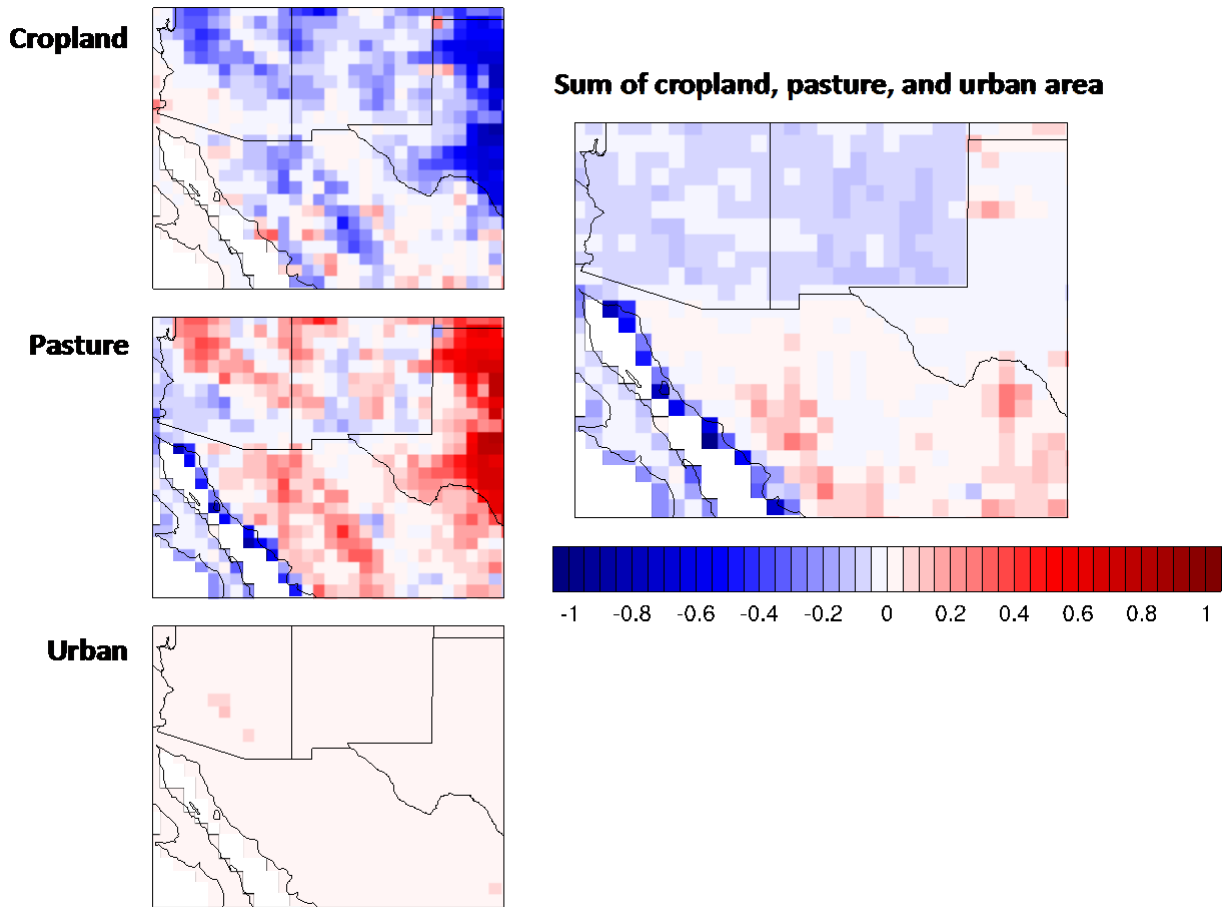 Cropland
Sum of cropland, pasture, and urban area
Pasture
-1 -0.8 -0.6 -0.4 -0.2 0 0.2 0.4 0.6 0.8 1
Urban